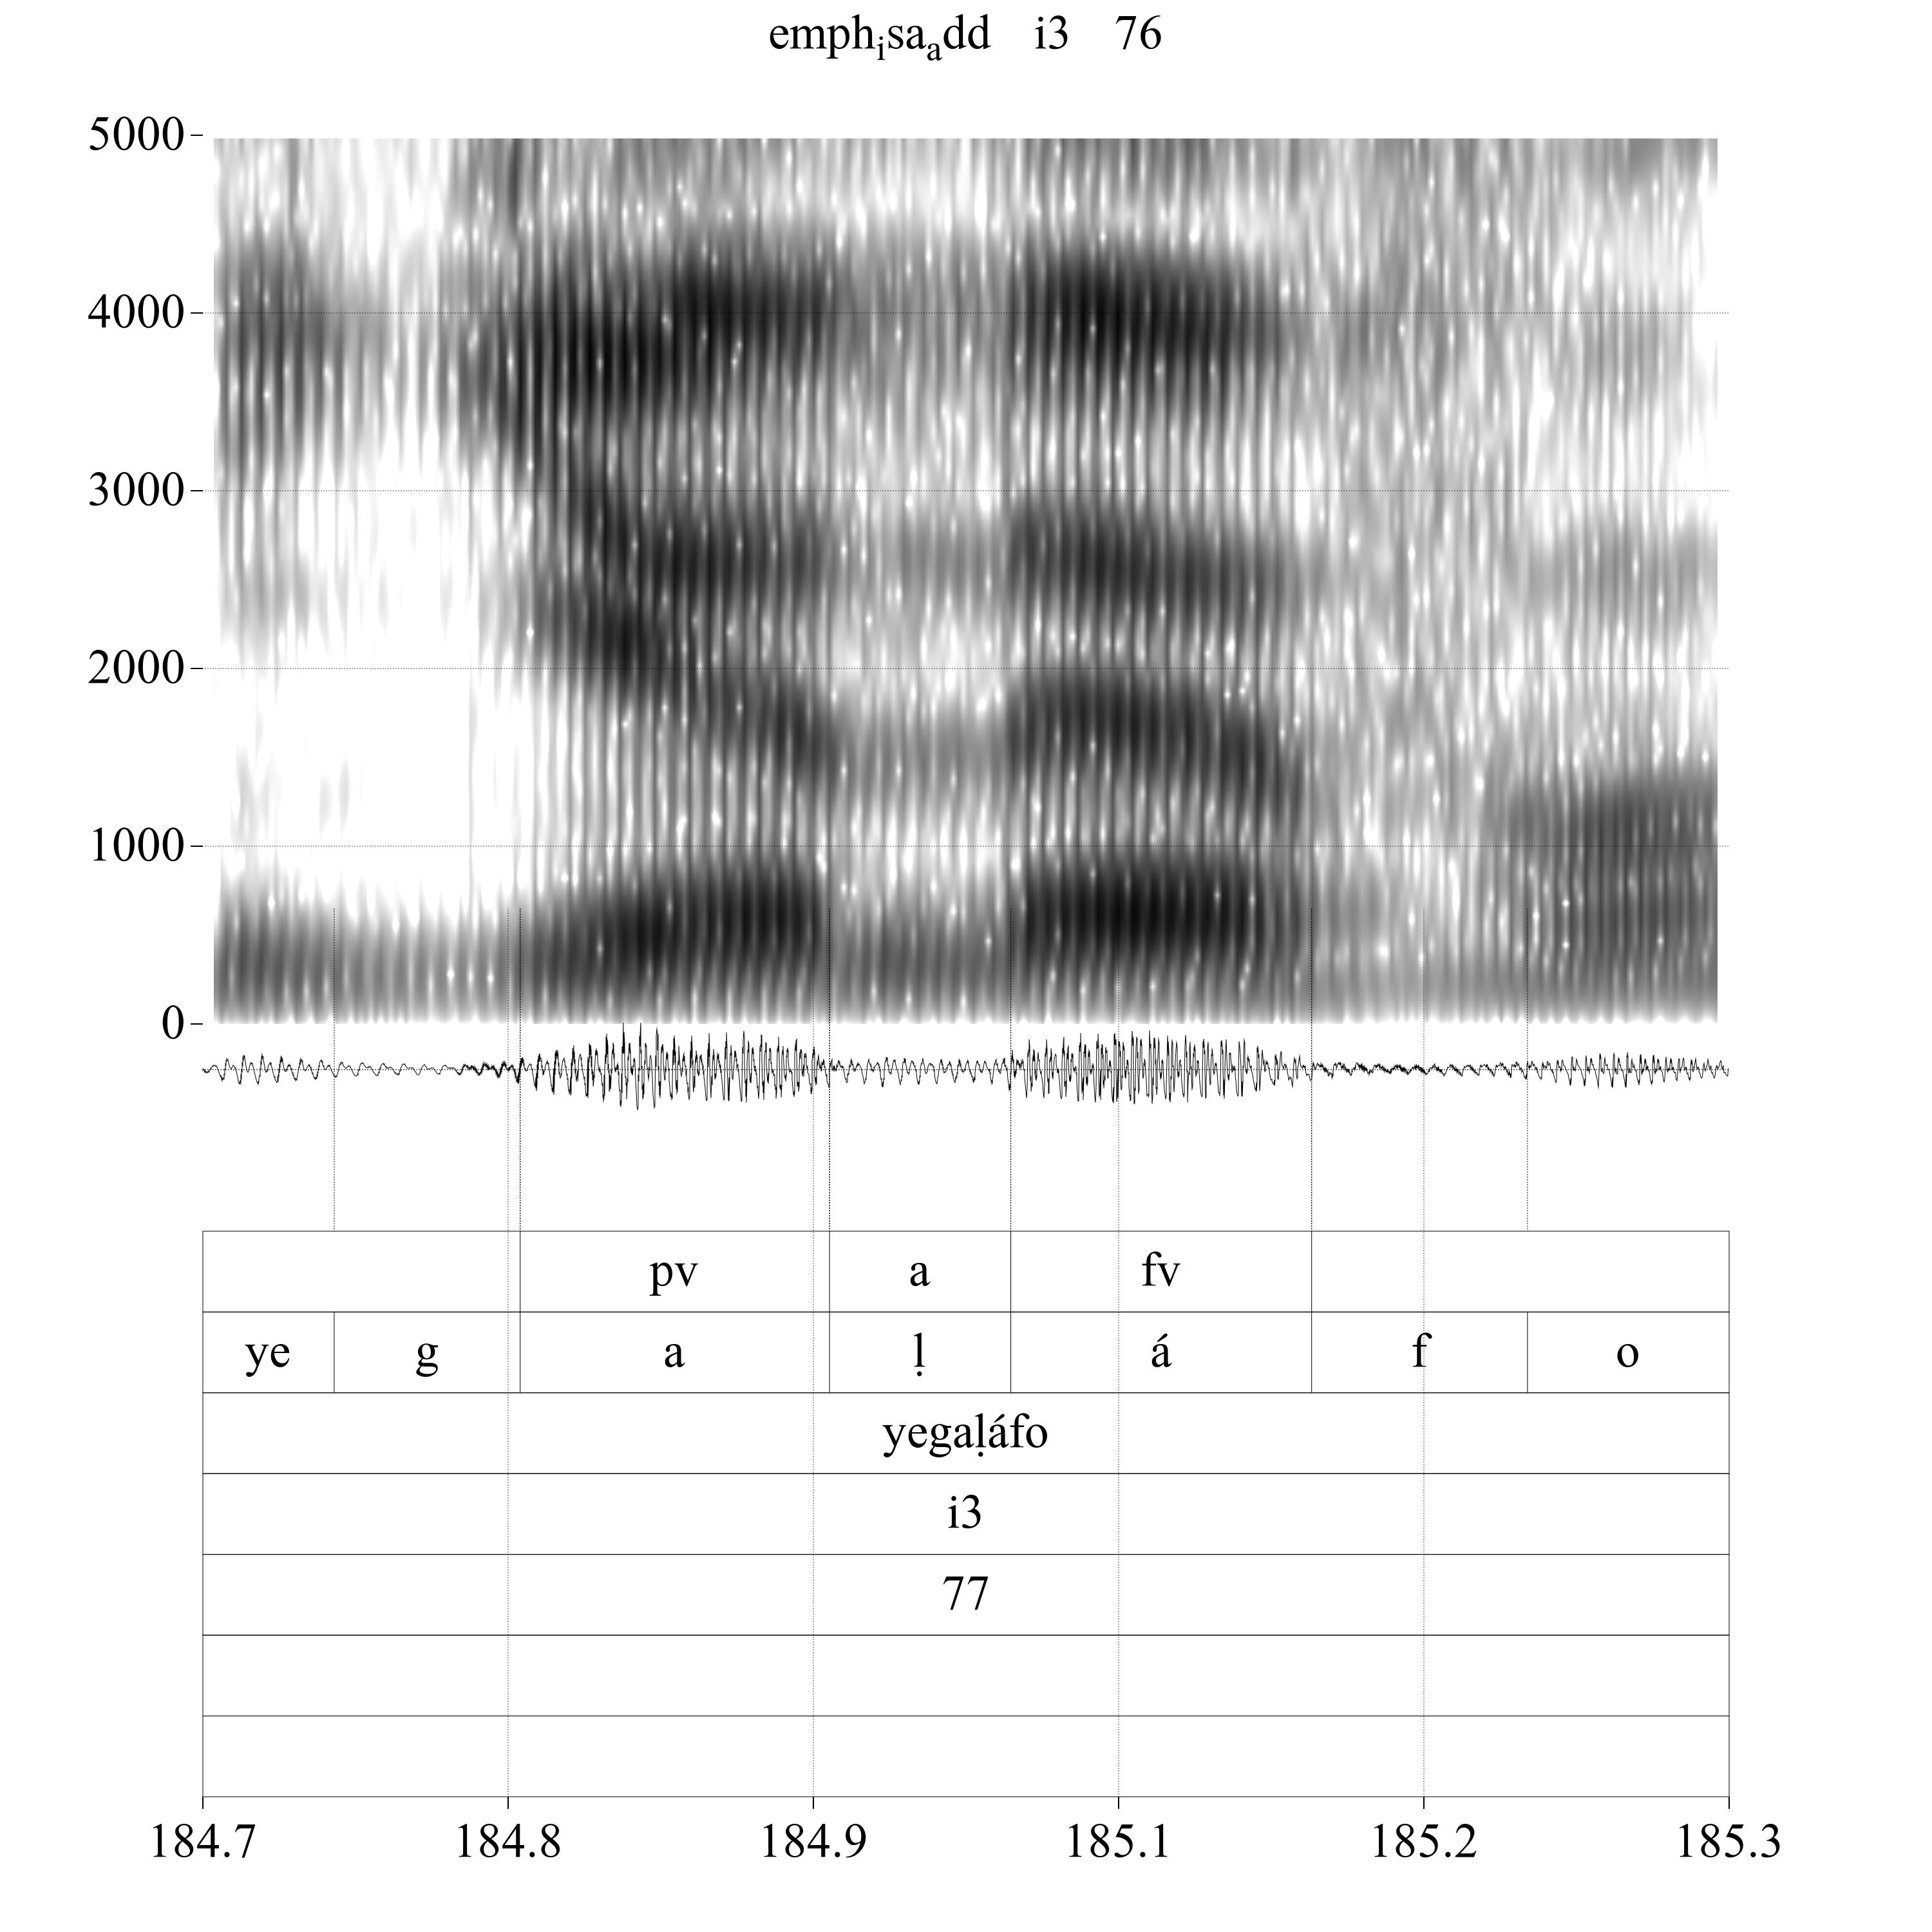 emphᵢsaₐdd i3 76
5000
4000
3000
2000
1000
0
pv a fv
ye g a ḷ á f o
yegaḷáfo
i3
77
184.7 184.8 184.9 185.1 185.2 185.3